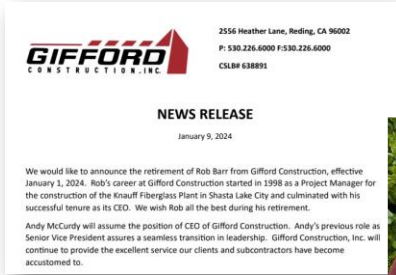 2556 Heather Lane, Reding, CA 96002
GIFFORD
CONSTRUCTION, INC.
P: 530.226.6000 F:530.226.6000
CSLB# 638891
NEWS RELEASE
January 9, 2024
We would like to announce the retirement of Rob Barr from Gifford Construction, effective
January 1, 2024. Rob's career at Gifford Construction started in 1998 as a Project Manager for
the construction of the Knauff Fiberglass Plant in Shasta Lake City and culminated with his
successful tenure as its CEO. We wish Rob all the best during his retirement.
Andy McCurdy will assume the position of CEO of Gifford Construction. Andy's previous role as
Senior Vice President assures a seamless transition in leadership. Gifford Construction, Inc. will
continue to provide the excellent service our clients and subcontractors have become
accustomed to.